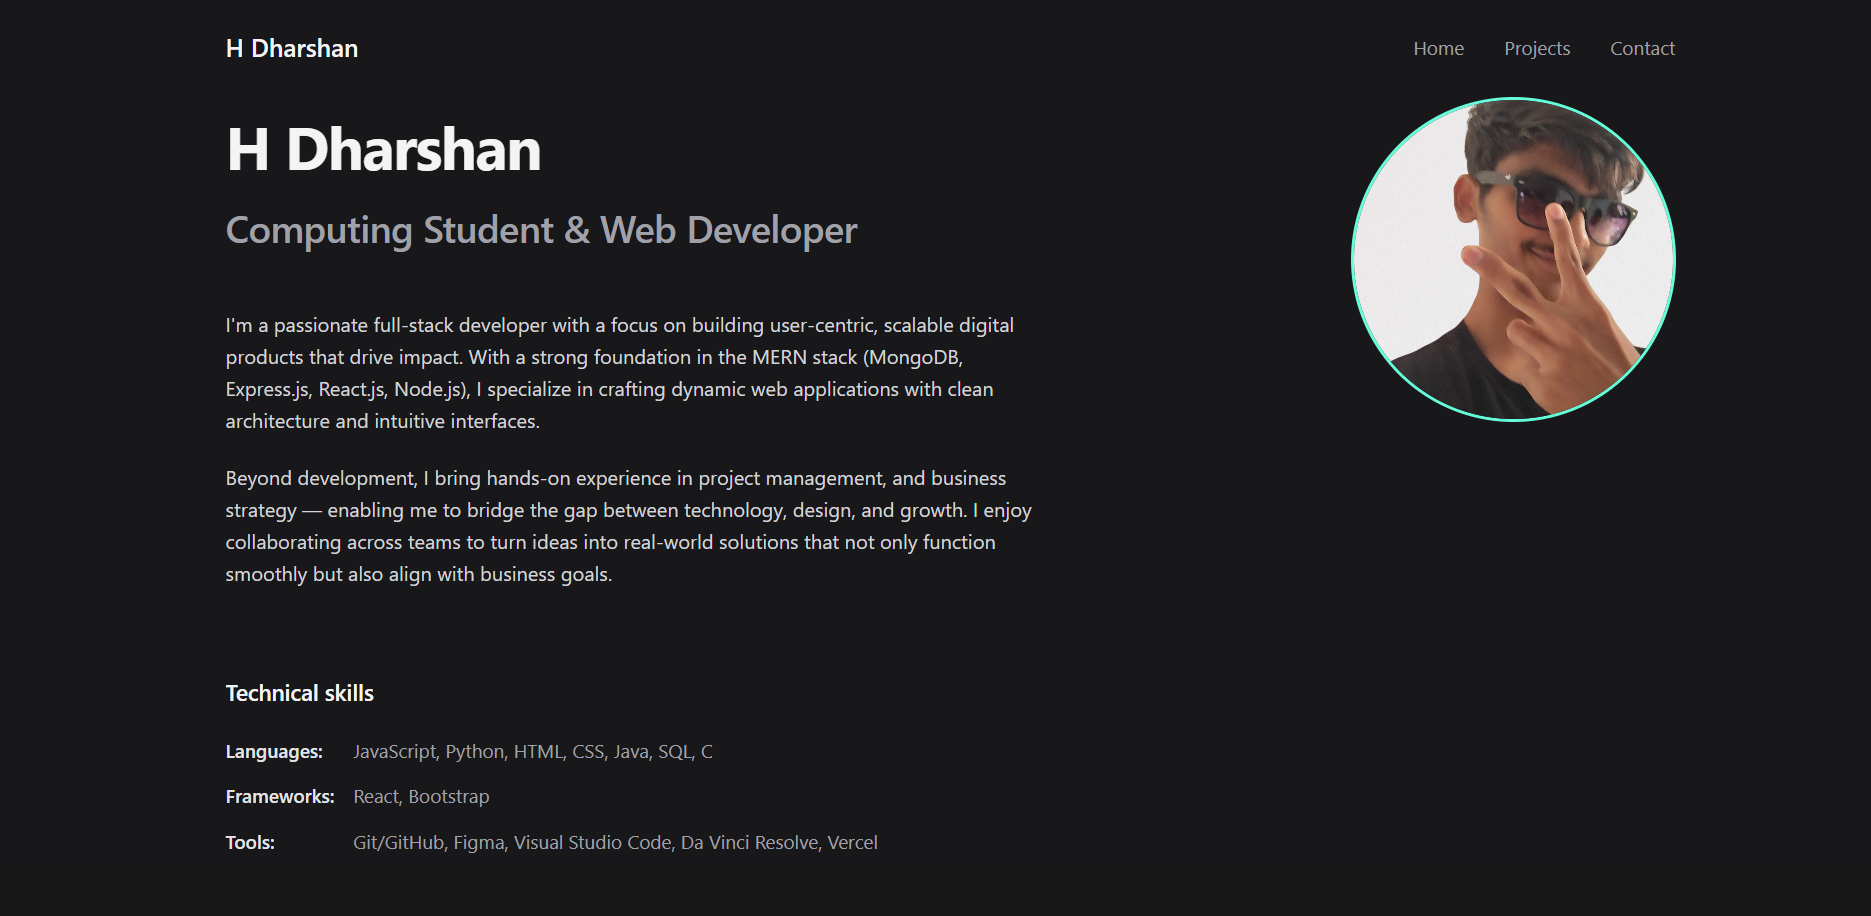 H Dharshan
Home Projects Contact
H Dharshan
Computing Student & Web Developer
I'm a passionate full-stack developer with a focus on building user-centric, scalable digital
products that drive impact. With a strong foundation in the MERN stack (MongoDB,
Express.js, React.js, Node.js), I specialize in crafting dynamic web applications with clean
architecture and intuitive interfaces.
Beyond development, I bring hands-on experience in project management, and business
strategy — enabling me to bridge the gap between technology, design, and growth. I enjoy
collaborating across teams to turn ideas into real-world solutions that not only function
smoothly but also align with business goals.
Technical skills
Languages: JavaScript, Python, HTML, CSS, Java, SQL, C
Frameworks: React, Bootstrap
Tools: Git/GitHub, Figma, Visual Studio Code, Da Vinci Resolve, Vercel